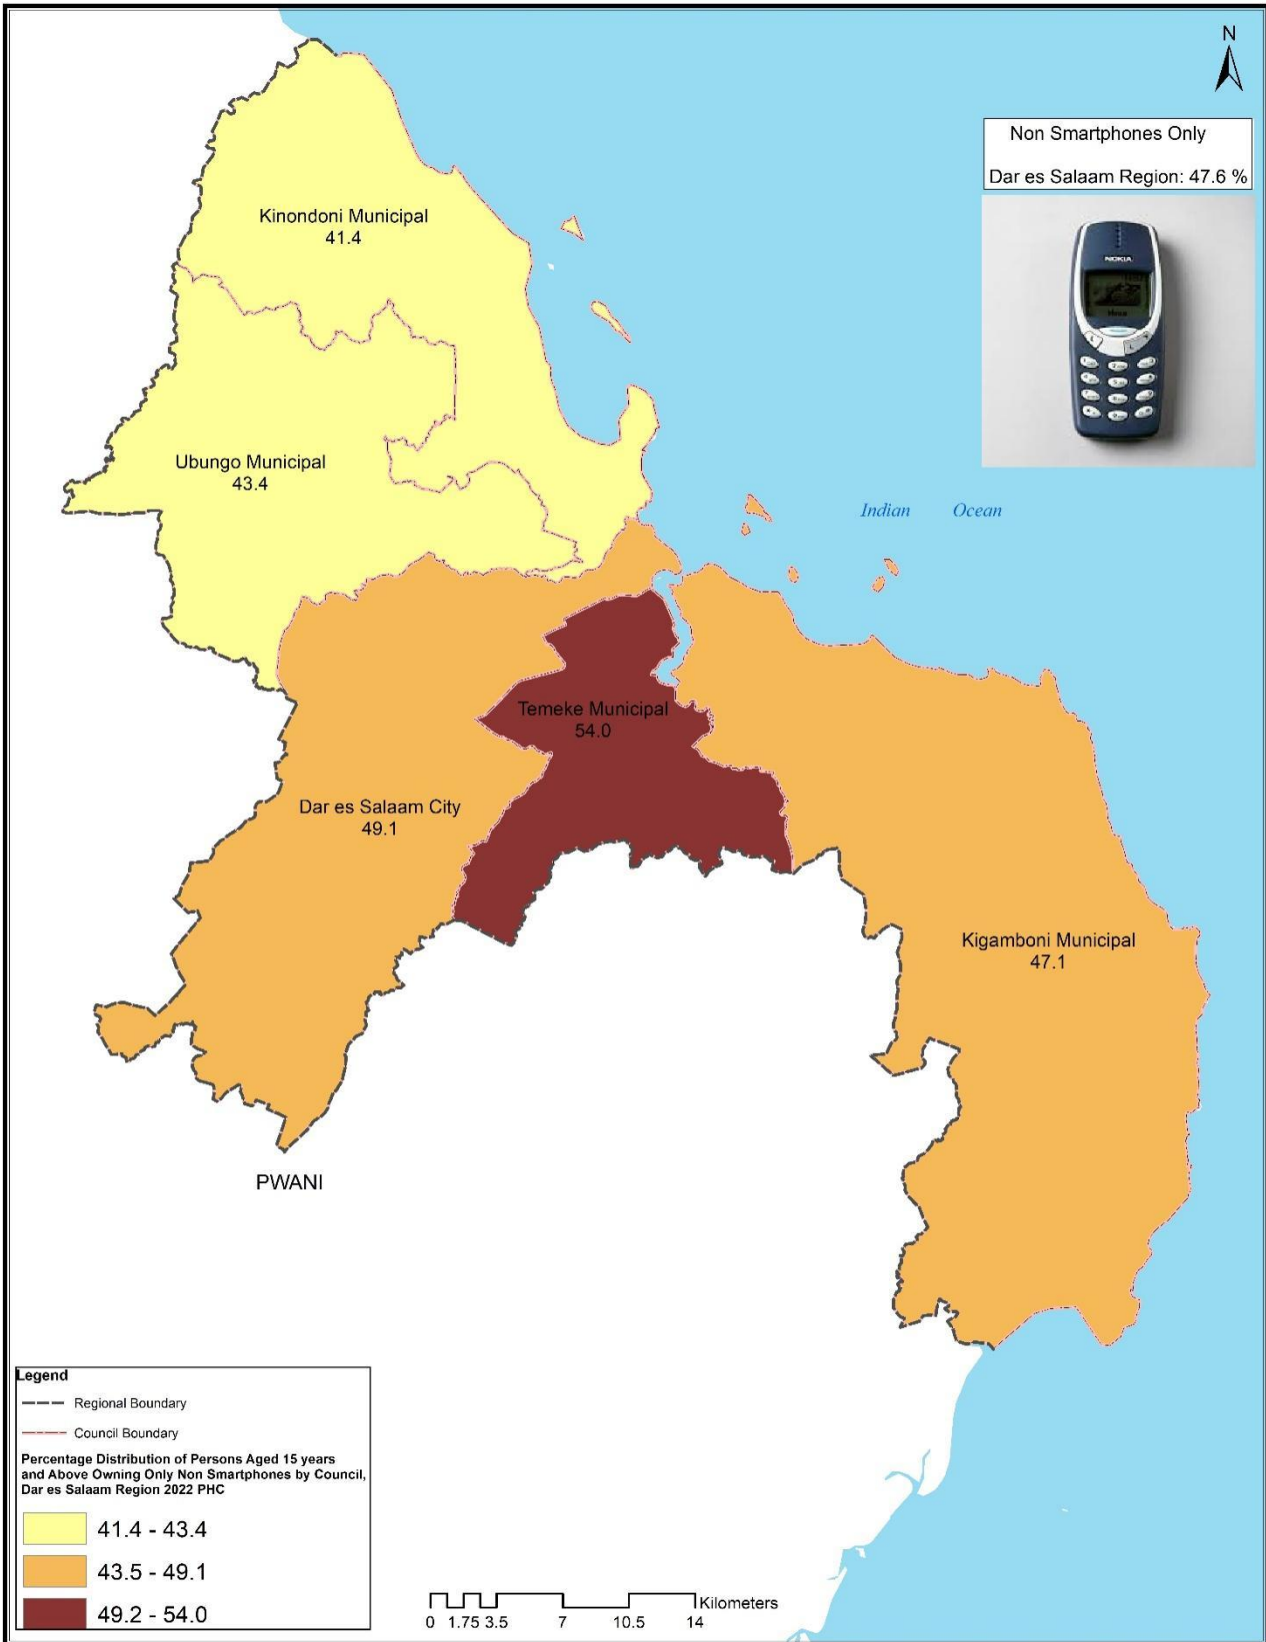 N
Non Smartphones Only
Dar es Salaam Region: 47.6 %
NOKIA
Kinondoni Municipal
41.4
Ubungo Municipal
43.4
Indian Ocean
Temeke Municipal
54.0
Dar es Salaam City
49.1
Kigamboni Municipal
47.1
PWANI
Legend
Regional Boundary
Council Boundary
Percentage Distribution of Persons Aged 15 years
and Above Owning Only Non Smartphones by Council,
Dar es Salaam Region 2022 PHC
41.4 - 43.4
43.5 - 49.1
49.2 - 54.0
Kilometers
0 1.75 3.5 7 10.5 14